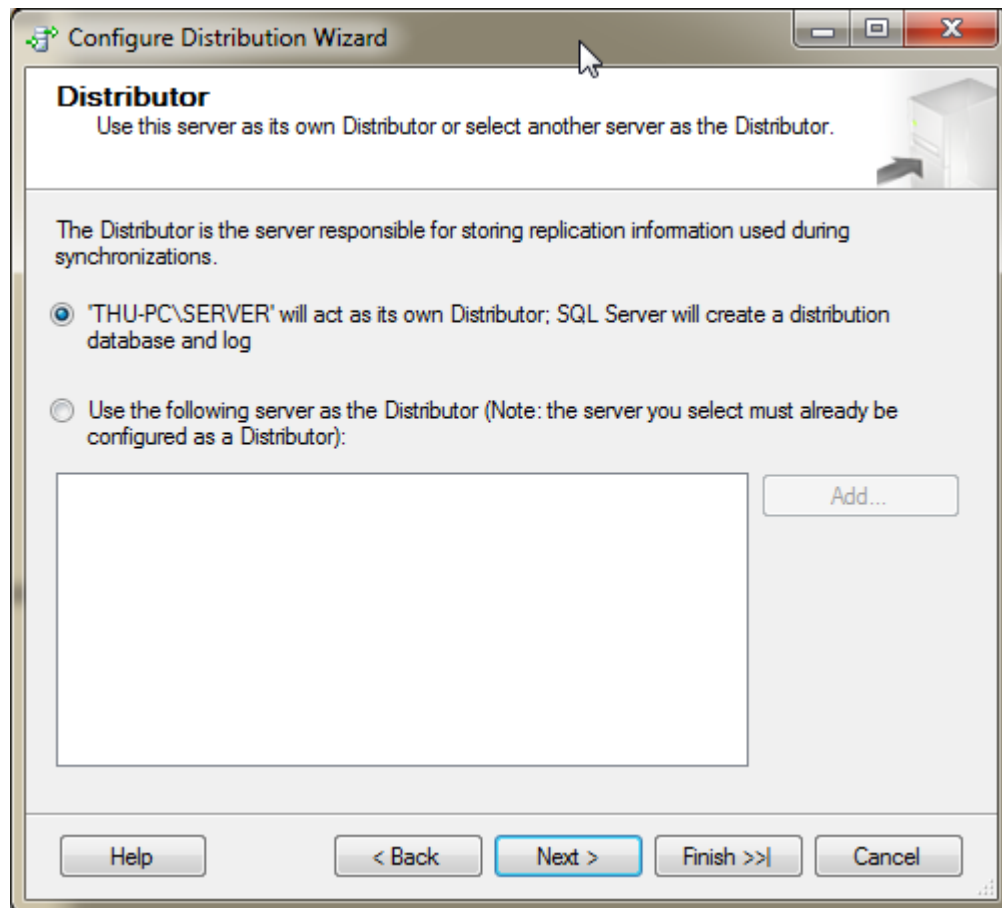 Configure Distribution Wizard
Distributor
Use this server as its own Distributor or select another server as the Distributor.
The Distributor is the server responsible for storing replication information used during
synchronizations.
'THU-PC\SERVER' will act as its own Distributor; SQL Server will create a distribution
database and log
Use the following server as the Distributor (Note: the server you select must already be
configured as a Distributor):
Add...
Help
< Back
Next >
Finish >>|
Cancel